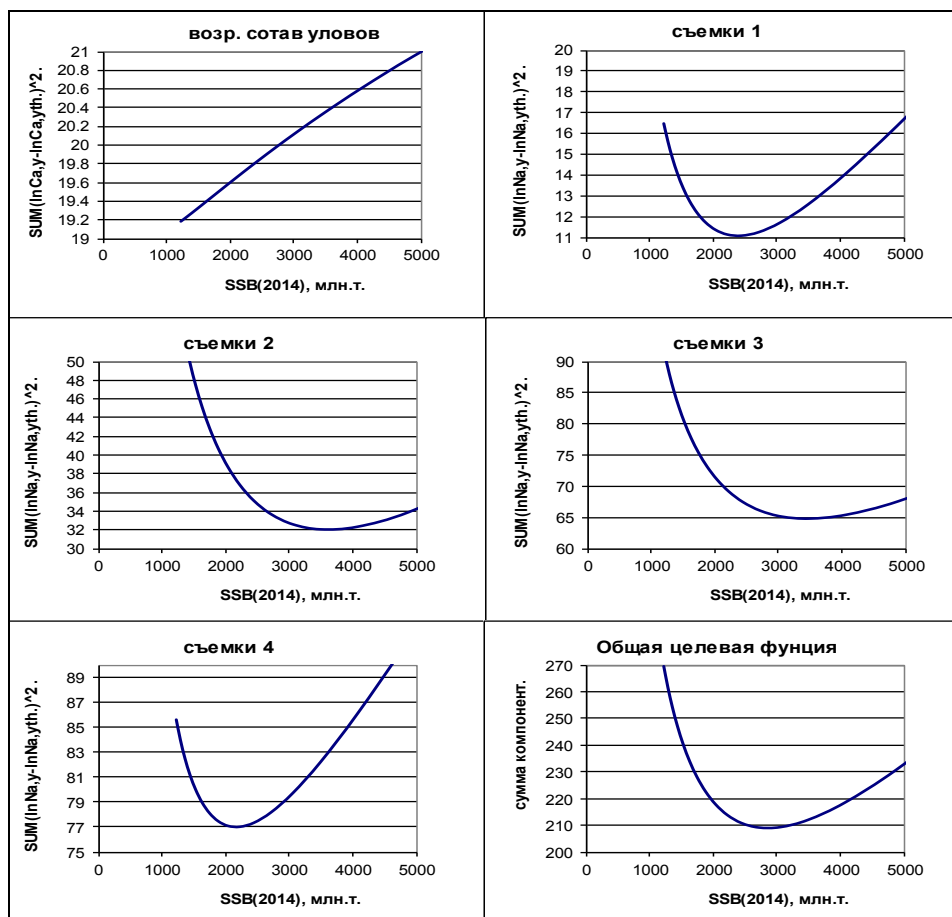 возр. сотав уловов
SUM(lnCa,y-lnCa,yth.)^2.
21
20.8
20.6
20.4
20.2
20
19.8
19.6
19.4
19.2
19
0 1000 2000 3000 4000 5000
SSB(2014), млн.т.
съемки 1
SUM(lnNa,y-lnNa,yth.)^2.
20
19
18
17
16
15
14
13
12
11
0 1000 2000 3000 4000 5000
SSB(2014), млн.т.
съемки 2
SUM(lnNa,y-lnNa,yth.)^2.
50
48
46
44
42
40
38
36
34
32
30
0 1000 2000 3000 4000 5000
SSB(2014), млн.т.
съемки 3
SUM(lnNa,y-lnNa,yth.)^2.
90
85
80
75
70
65
60
0 1000 2000 3000 4000 5000
SSB(2014), млн.т.
съемки 4
SUM(lnNa,y-lnNa,yth.)^2.
89
87
85
83
81
79
77
75
0 1000 2000 3000 4000 5000
SSB(2014), млн.т.
Общая целевая фунция
сумма компонент.
270
260
250
240
230
220
210
200
0 1000 2000 3000 4000 5000
SSB(2014), млн.т.